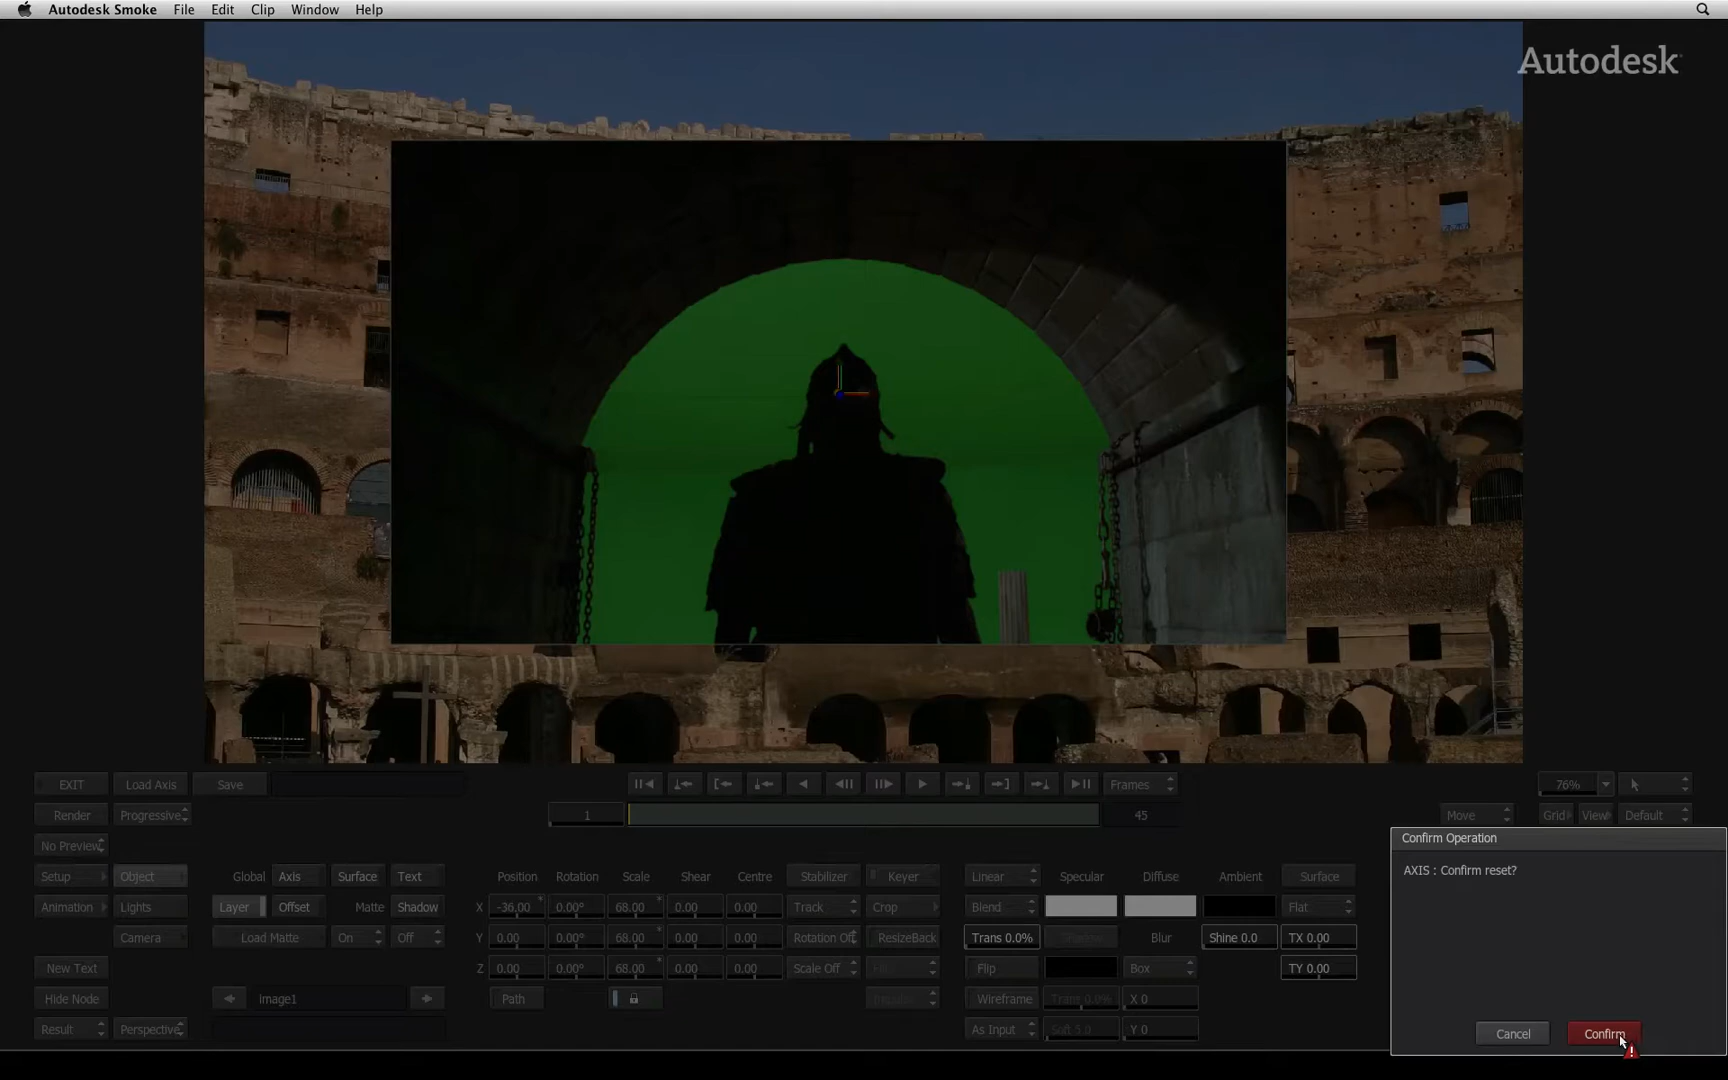 Autodesk Smoke File Edit Clip Window Help
Autodesk
EXIT Load Axis Save Frames 76%
Render Progressive 1 45 Move Grid View Default
No Preview
Setup Object Global Axis Surface Text Position Rotation Scale Shear Centre Stabilizer Keyer Linear Specular Diffuse Ambient Surface
Animation Lights Layer Offset Matte Shadow X -36.00 0.00° 68.00 0.00 0.00 Track Crop Blend Flat
Camera Load Matte On Off Y 0.00 0.00° 68.00 0.00 0.00 Rotation Off ResizeBack Trans 0.0% Blur Shine 0.0 TX 0.00
New Text Z 0.00 0.00° 68.00 0.00 0.00 Scale Off Flip Box TY 0.00
Hide Node Image1 Path Wireframe Trans 0.0% X 0
Result Perspective As Input Soft 5.0 Y 0
Confirm Operation
AXIS : Confirm reset?
Cancel Confirm